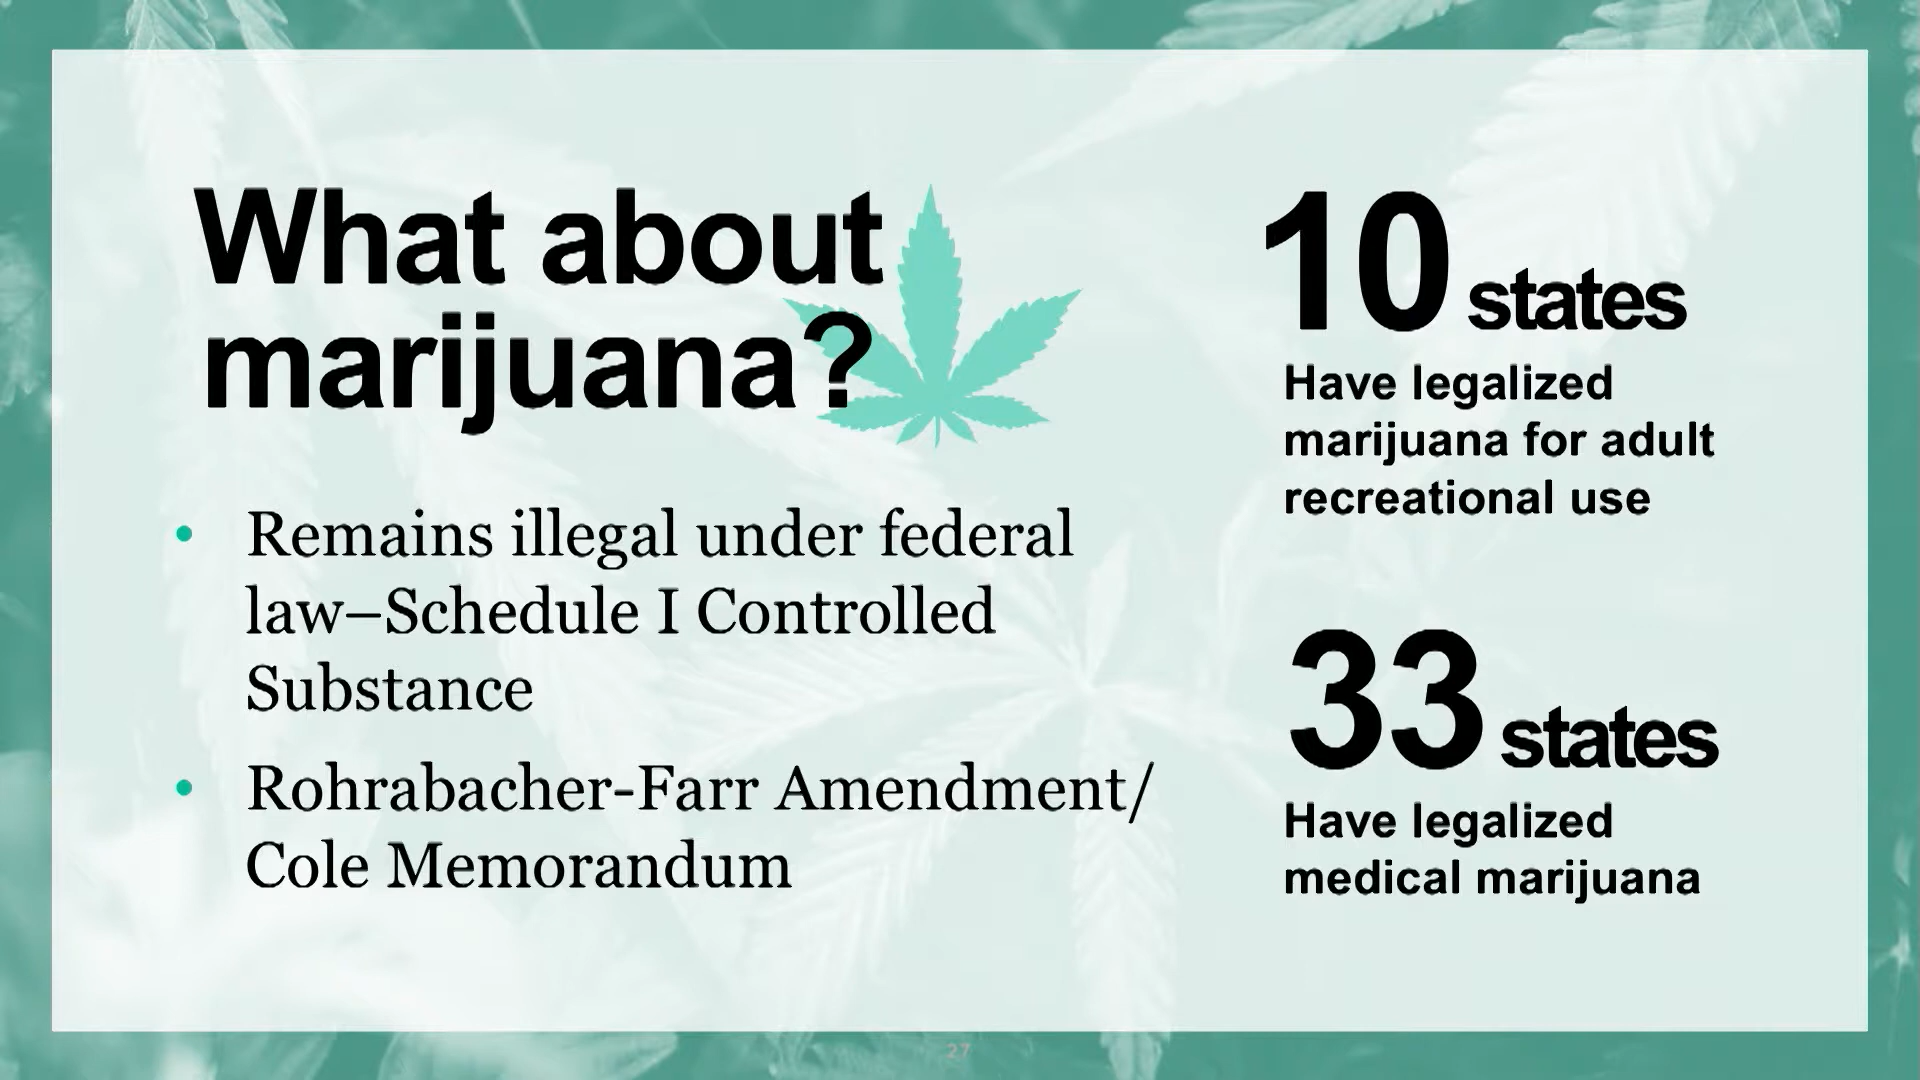 What about
marijuana?
• Remains illegal under federal
law–Schedule I Controlled
Substance
• Rohrabacher-Farr Amendment/
Cole Memorandum
10 states
Have legalized
marijuana for adult
recreational use
33 states
Have legalized
medical marijuana
27